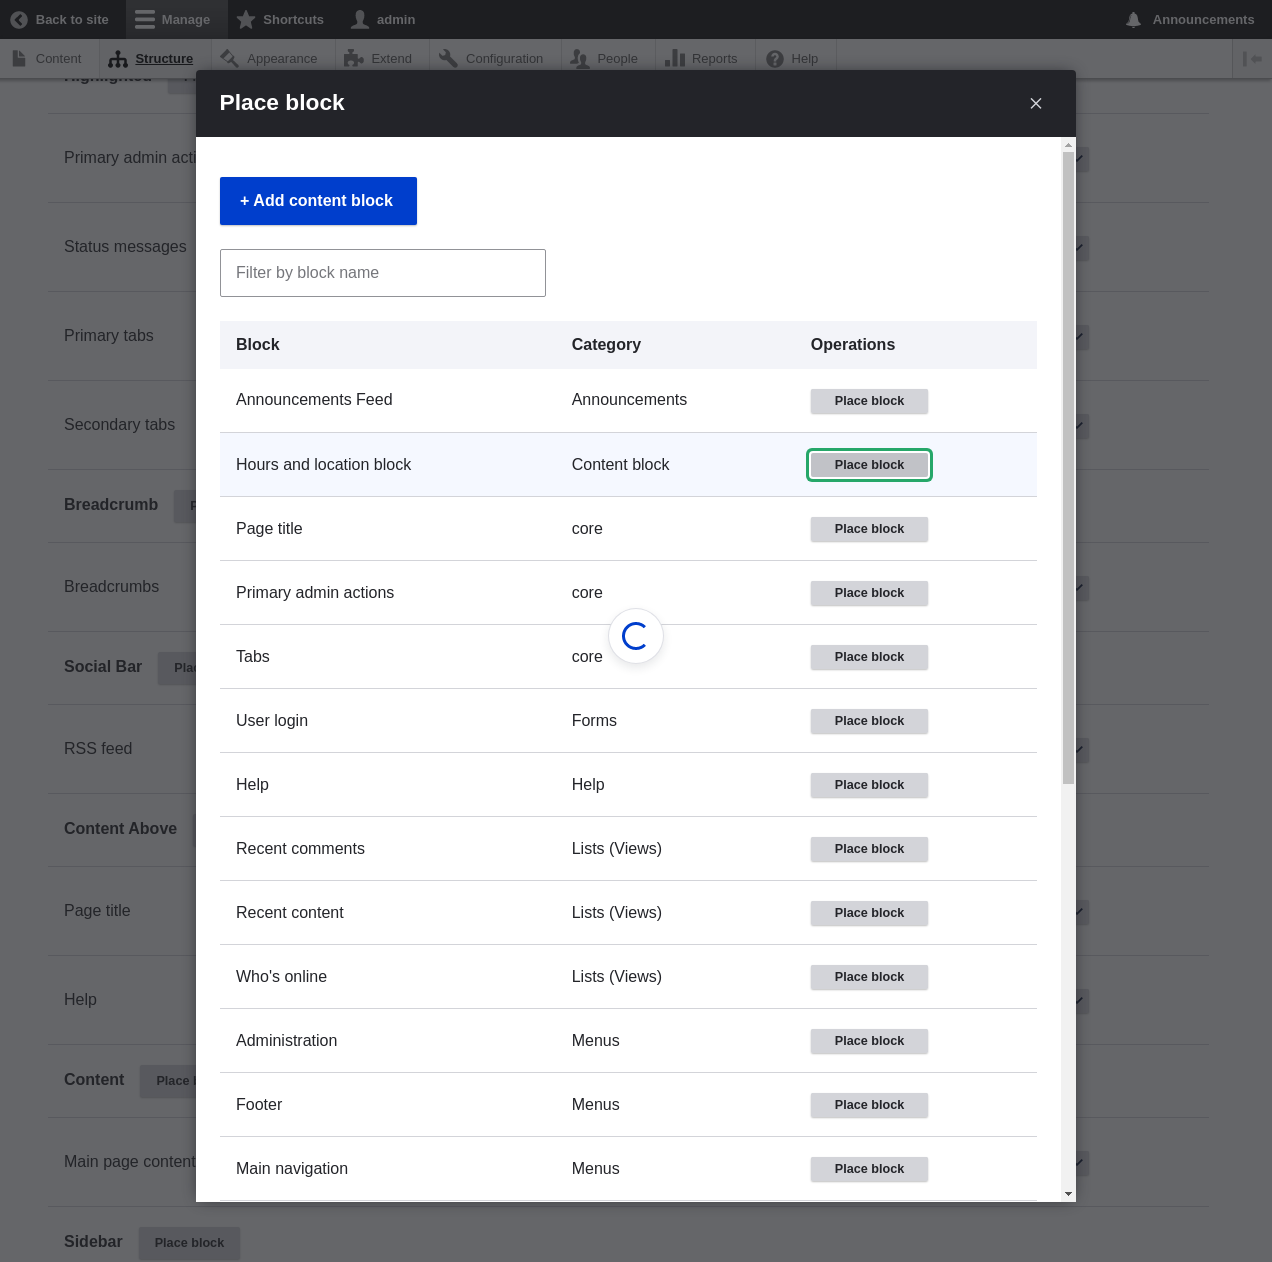 Back to site
Manage
Shortcuts
admin
Announcements
Content
Structure
Appearance
Extend
Configuration
People
Reports
Help
Place block
+ Add content block
Filter by block name
Block Category Operations
Announcements Feed Announcements Place block
Hours and location block Content block Place block
Page title core Place block
Primary admin actions core Place block
Tabs core Place block
User login Forms Place block
Help Help Place block
Recent comments Lists (Views) Place block
Recent content Lists (Views) Place block
Who's online Lists (Views) Place block
Administration Menus Place block
Footer Menus Place block
Main navigation Menus Place block
Primary admin
Status messages
Primary tabs
Secondary tabs
Breadcrumb
Breadcrumbs
Social Bar
RSS feed
Content Above
Page title
Help
Content Place
Main page content
Sidebar Place block